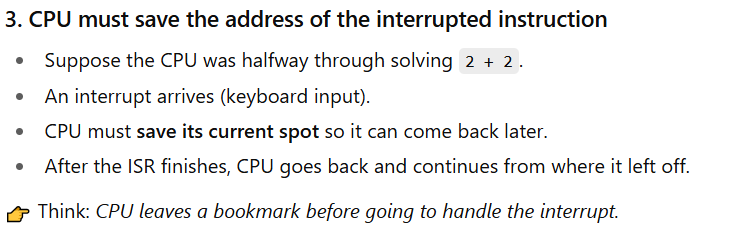 3. CPU must save the address of the interrupted instruction
• Suppose the CPU was halfway through solving 2 + 2.
• An interrupt arrives (keyboard input).
• CPU must save its current spot so it can come back later.
• After the ISR finishes, CPU goes back and continues from where it left off.
👉 Think: CPU leaves a bookmark before going to handle the interrupt.